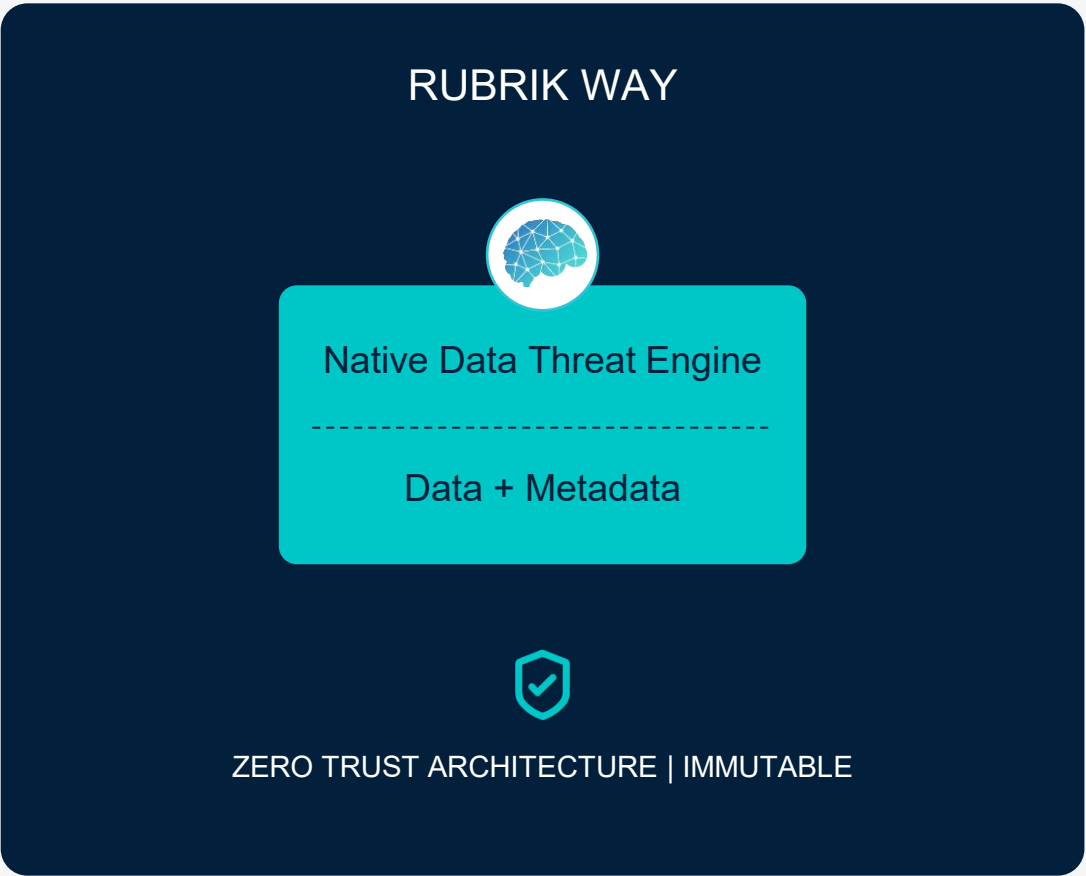 RUBRIK WAY
Native Data Threat Engine
Data + Metadata
ZERO TRUST ARCHITECTURE | IMMUTABLE